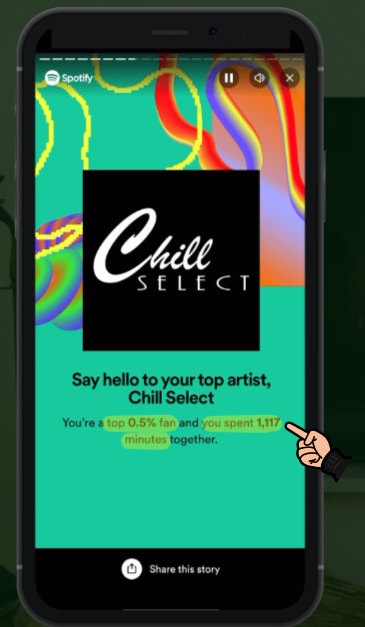 Spotify
Chill
SELECT
Say hello to your top artist,
Chill Select
You're a top 0.5% fan and you spent 1,117
minutes together.
Share this story